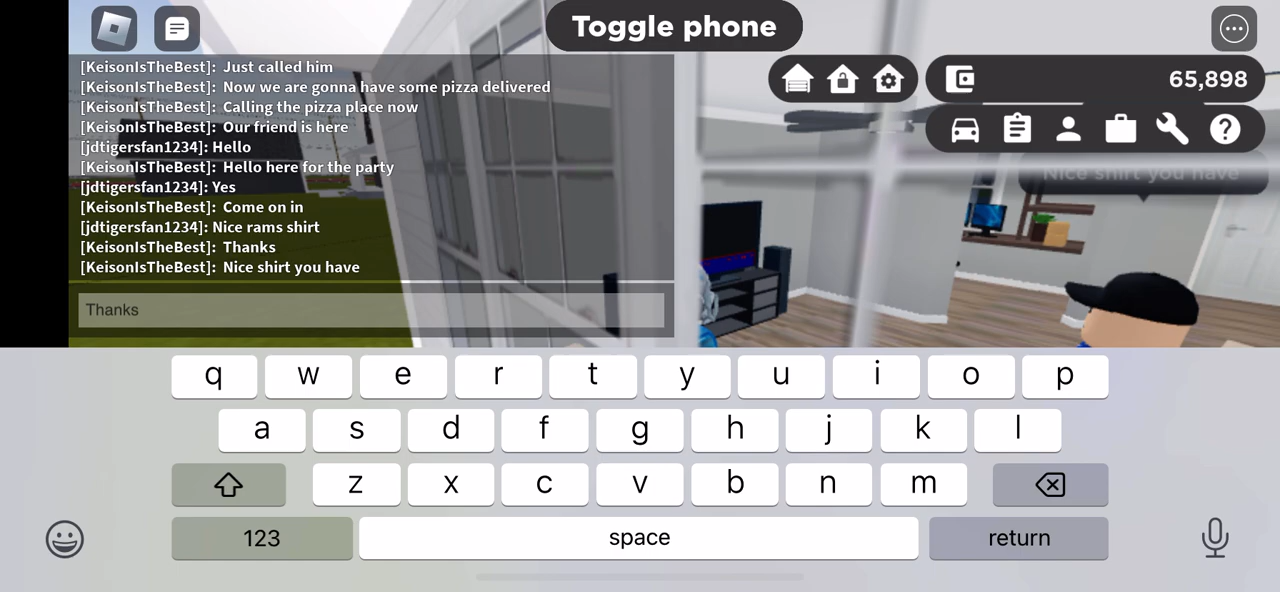 Toggle phone
[KeisonIsTheBest]: Just called him
[KeisonIsTheBest]: Now we are gonna have some pizza delivered
[KeisonIsTheBest]: Calling the pizza place now
[KeisonIsTheBest]: Our friend is here
[jdtigersfan1234]: Hello
[KeisonIsTheBest]: Hello here for the party
[jdtigersfan1234]: Yes
[KeisonIsTheBest]: Come on in
[jdtigersfan1234]: Nice rams shirt
[KeisonIsTheBest]: Thanks
[KeisonIsTheBest]: Nice shirt you have
Thanks
65,898
Nice shirt you have
q w e r t y u i o p
a s d f g h j k l
z x c v b n m
123 space return